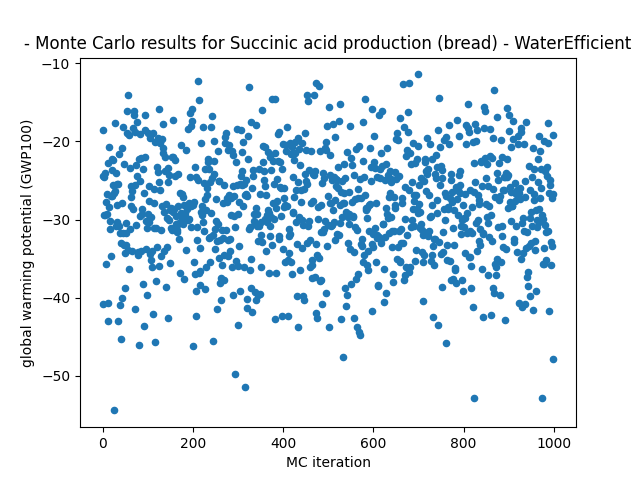 - Monte Carlo results for Succinic acid production (bread) - WaterEfficient
−10
−20
−30
−40
−50
global warming potential (GWP100)
0 200 400 600 800 1000
MC iteration